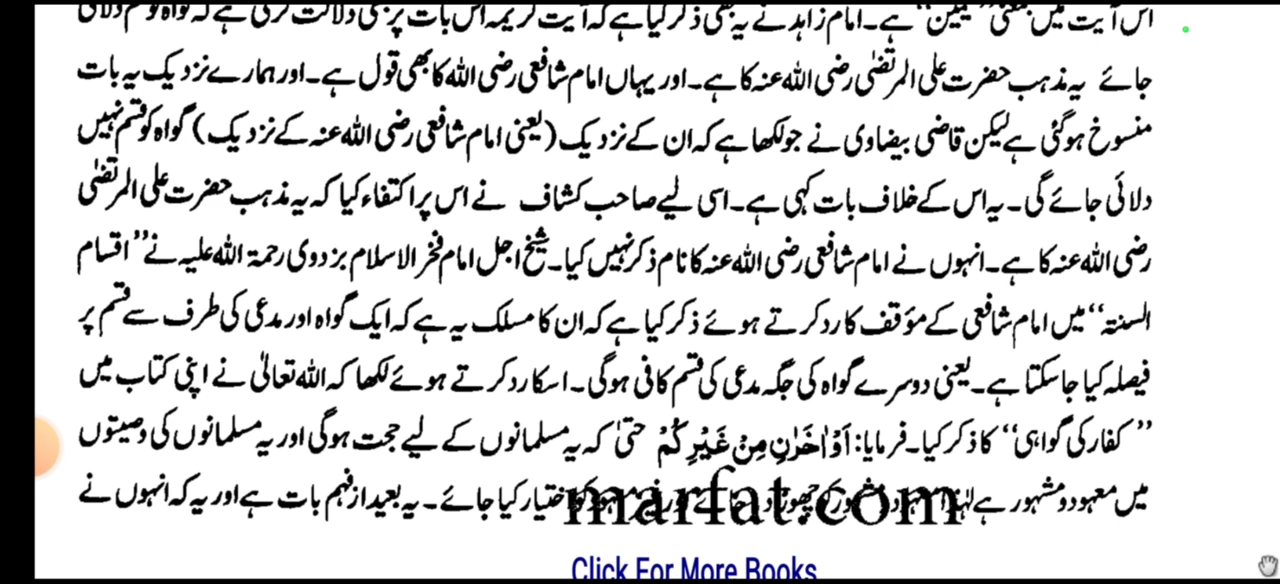 اس آیت میں بمعنی ”یمین“ ہے۔ امام زاہد نے یہ بھی ذکر کیا ہے کہ آیت کریمہ اس بات پر بھی دلالت کرتی ہے کہ گواہ کو قسم دلائی
جائے یہ مذہب حضرت علی المرتضٰی رضی اللہ عنہ کا ہے۔ اور یہاں امام شافعی رضی اللہ کا بھی قول ہے۔ اور ہمارے نزدیک یہ بات
منسوخ ہوگئی ہے لیکن قاضی بیضاوی نے جو لکھا ہے کہ ان کے نزدیک (یعنی امام شافعی رضی اللہ عنہ کے نزدیک) گواہ کو قسم نہیں
دلائی جائے گی۔ یہ اس کے خلاف بات کہی ہے۔ اسی لیے صاحب کشاف نے اس پر اکتفاء کیا کہ یہ مذہب حضرت علی المرتضٰی
رضی اللہ عنہ کا ہے۔ انہوں نے امام شافعی رضی اللہ عنہ کا نام ذکر نہیں کیا۔ شیخ اجل امام فخر الاسلام بزدوی رحمۃ اللہ علیہ نے ”اقسام
السنتہ“ میں امام شافعی کے مؤقف کا رد کرتے ہوئے ذکر کیا ہے کہ ان کا مسلک یہ ہے کہ ایک گواہ اور مدعی کی طرف سے قسم پر
فیصلہ کیا جا سکتا ہے۔ یعنی دوسرے گواہ کی جگہ مدعی کی قسم کافی ہوگی۔ اسکا رد کرتے ہوئے لکھا کہ اللہ تعالیٰ نے اپنی کتاب میں
”کفار کی گواہی“ کا ذکر کیا۔ فرمایا: اَوْ اٰخَرٰنِ مِنْ غَيْرِ كُمْ حتیٰ کہ یہ مسلمانوں کے لیے حجت ہوگی اور یہ مسلمانوں کی وصیتوں
میں معہود و مشہور ہے لہٰذا اختیار کیا جائے۔ یہ بعید از فہم بات ہے اور یہ کہ انہوں نے
marfat.com
Click For More Books